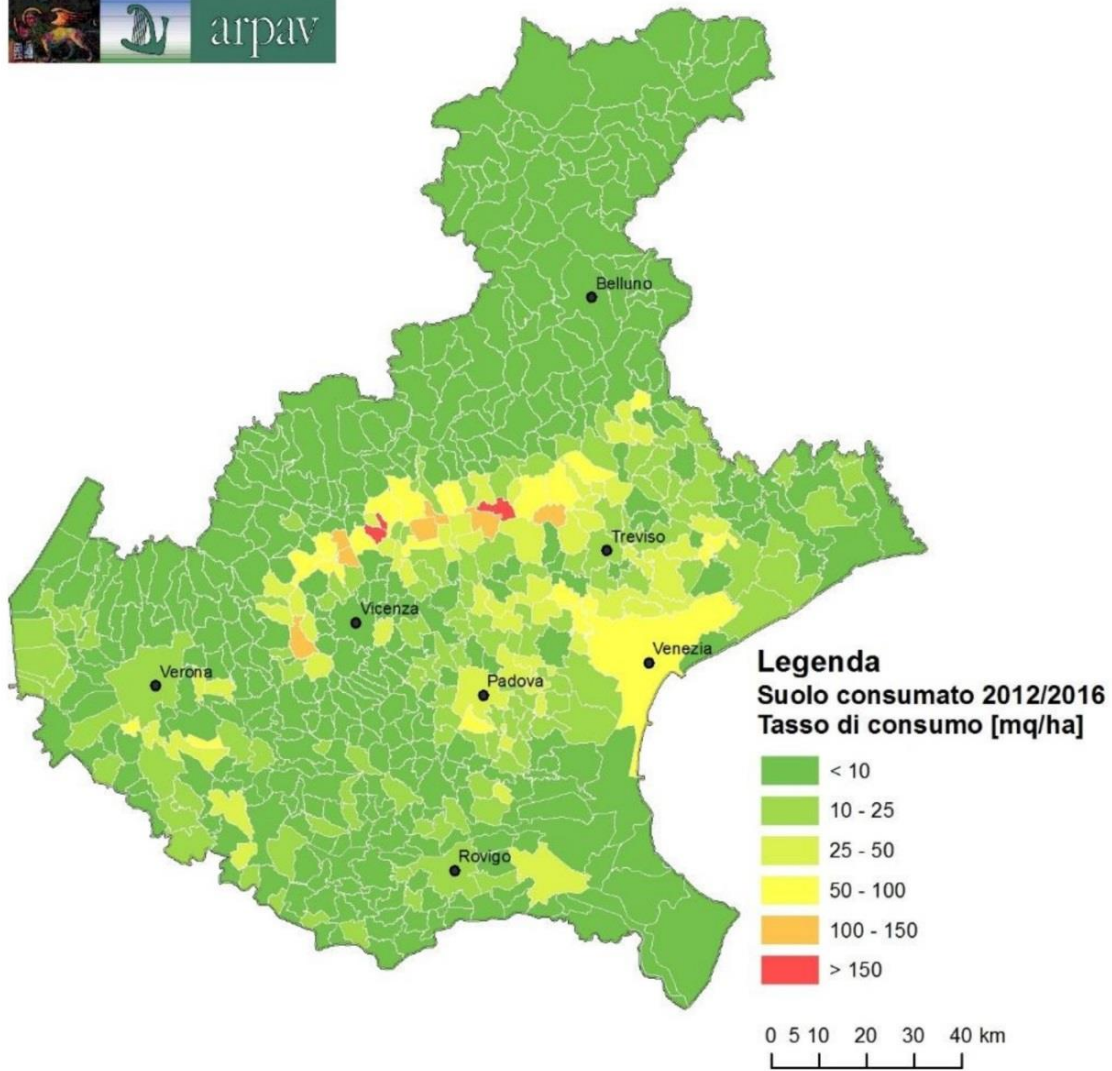 arpav
Belluno
Treviso
Vicenza
Venezia
Verona
Padova
Rovigo
Legenda
Suolo consumato 2012/2016
Tasso di consumo [mq/ha]
< 10
10 - 25
25 - 50
50 - 100
100 - 150
> 150
0 5 10 20 30 40 km